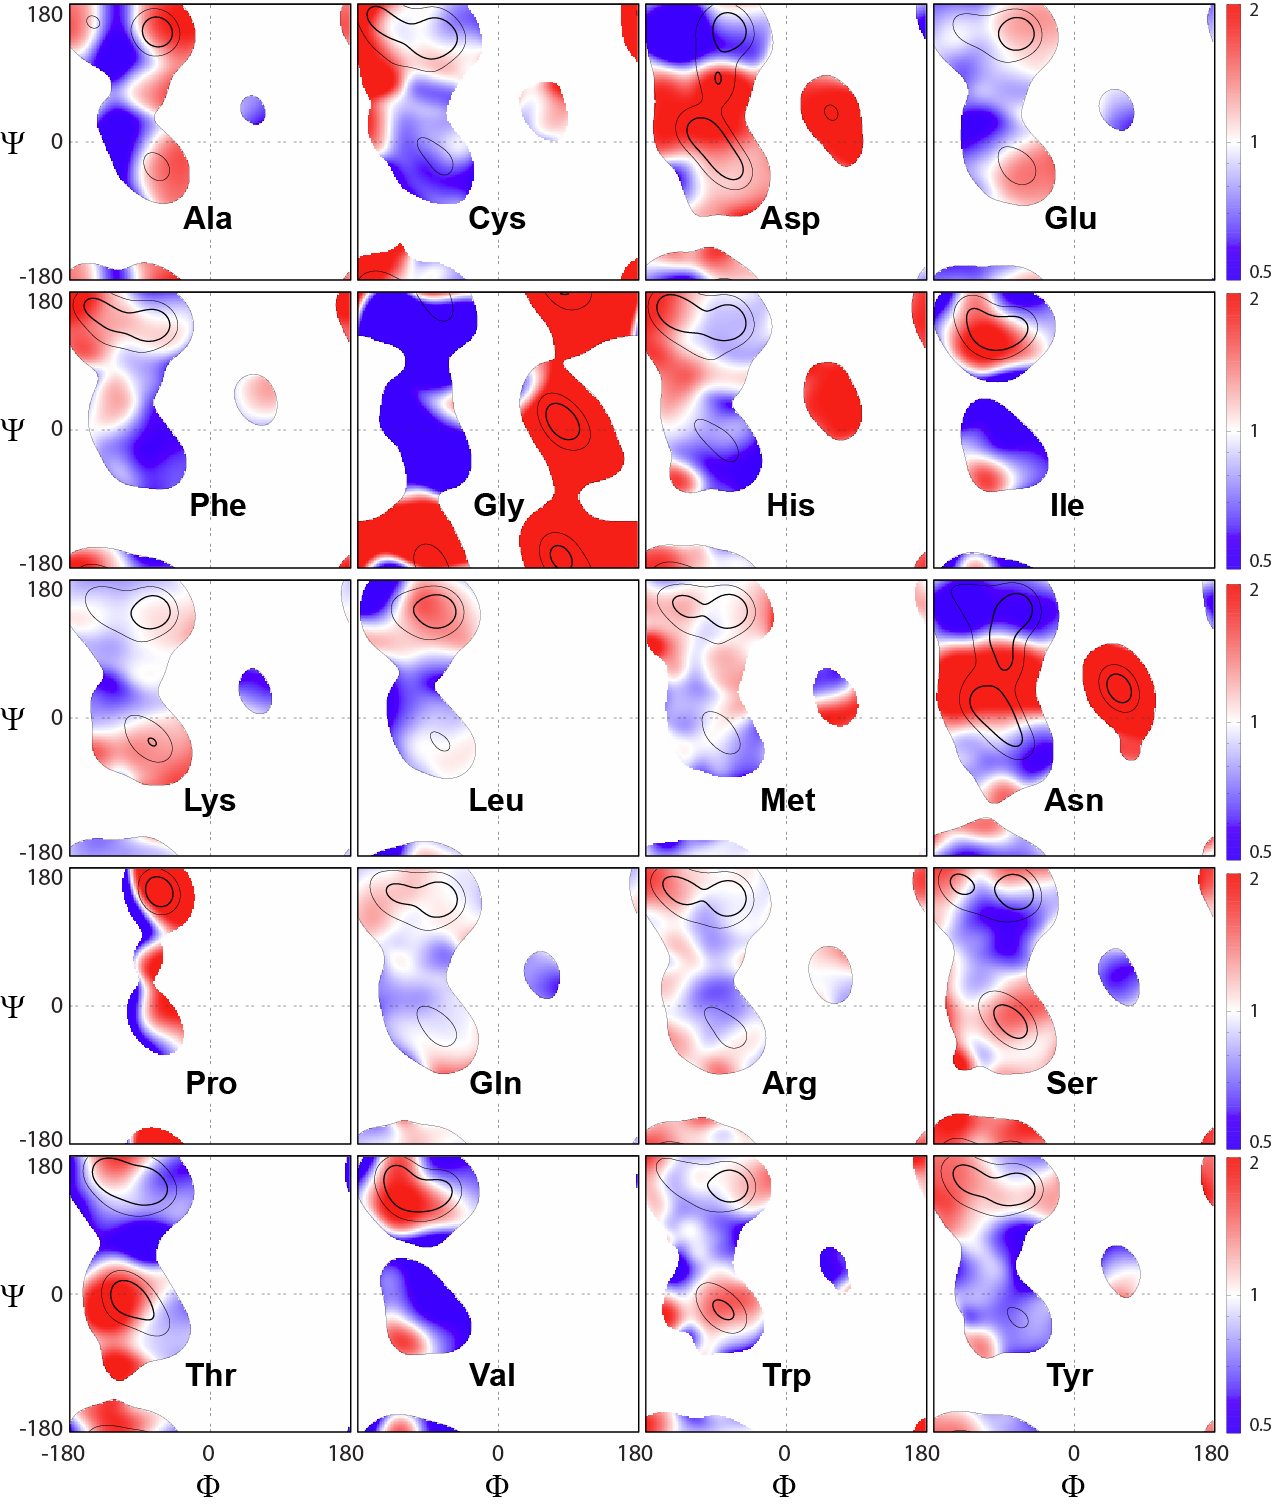 180 2
Ψ 0 1
Ala Cys Asp Glu
-180 0.5
180 2
Ψ 0 1
Phe Gly His Ile
-180 0.5
180 2
Ψ 0 1
Lys Leu Met Asn
-180 0.5
180 2
Ψ 0 1
Pro Gln Arg Ser
-180 0.5
180 2
Ψ 0 1
Thr Val Trp Tyr
-180 0.5
-180 0 180 0 180 0 180 0 180
Φ Φ Φ Φ